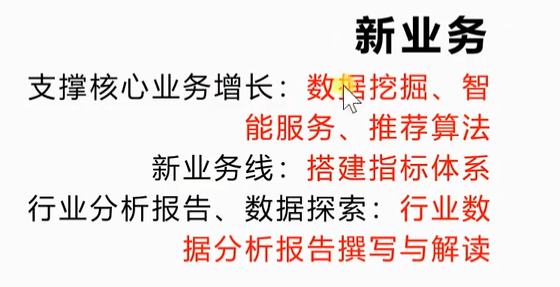 新业务
支撑核心业务增长：数据挖掘、智
能服务、推荐算法
新业务线：搭建指标体系
行业分析报告、数据探索：行业数
据分析报告撰写与解读